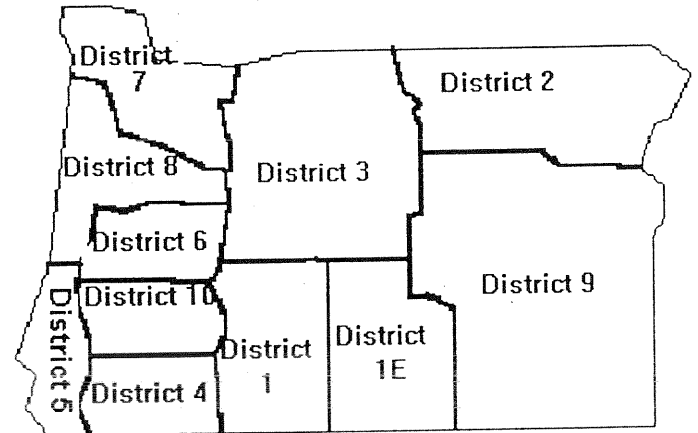 District
7
District 2
District 8
District 3
District 6
District 9
District 10
District 5
District
1
District
1E
District 4